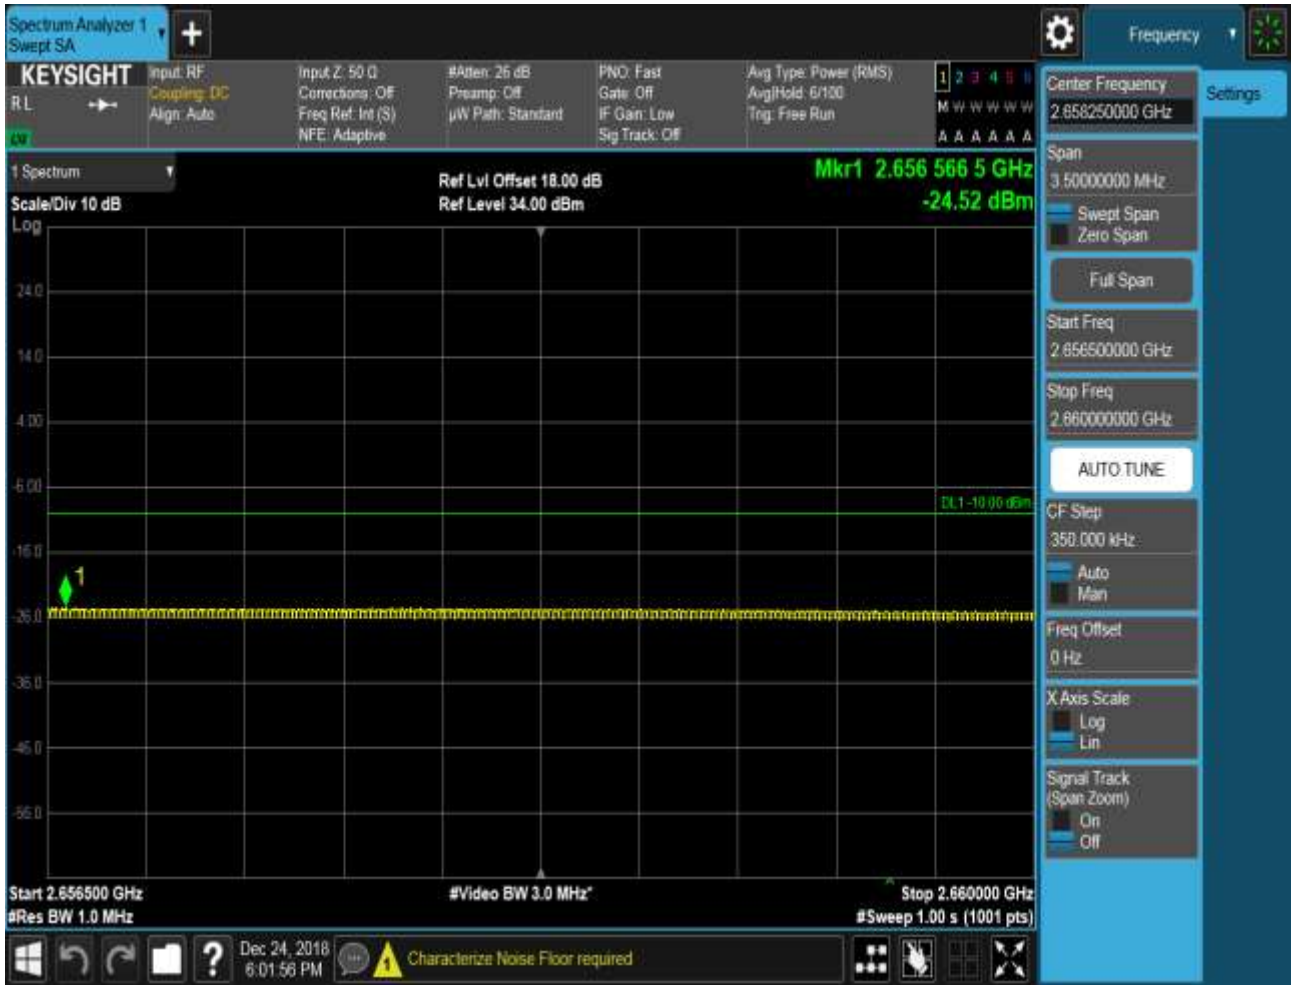 Spectrum Analyzer 1
Swept SA
+
Frequency
KEYSIGHT
R L
Input: RF
Coupling: DC
Align: Auto
Input Z: 50 Ω
Corrections: Off
Freq Ref: Int (S)
NFE: Adaptive
#Atten: 26 dB
Preamp: Off
µW Path: Standard
PNO: Fast
Gate: Off
IF Gain: Low
Sig Track: Off
Avg Type: Power (RMS)
Avg|Hold: 6/100
Trig: Free Run
1 2 3 4 5 6
M W W W W W
A A A A A A
1 Spectrum
Scale/Div 10 dB
Log
Ref Lvl Offset 18.00 dB
Ref Level 34.00 dBm
Mkr1 2.656 566 5 GHz
-24.52 dBm
24.0
14.0
4.00
-6.00
-16.0
-26.0
-36.0
-46.0
-56.0
DL1 -10.00 dBm
1
Start 2.656500 GHz
#Res BW 1.0 MHz
#Video BW 3.0 MHz*
Stop 2.660000 GHz
#Sweep 1.00 s (1001 pts)
Dec 24, 2018
6:01:56 PM
?
1
Characterize Noise Floor required
Center Frequency
2.658250000 GHz
Settings
Span
3.50000000 MHz
Swept Span
Zero Span
Full Span
Start Freq
2.656500000 GHz
Stop Freq
2.660000000 GHz
AUTO TUNE
CF Step
350.000 kHz
Auto
Man
Freq Offset
0 Hz
X Axis Scale
Log
Lin
Signal Track
(Span Zoom)
On
Off